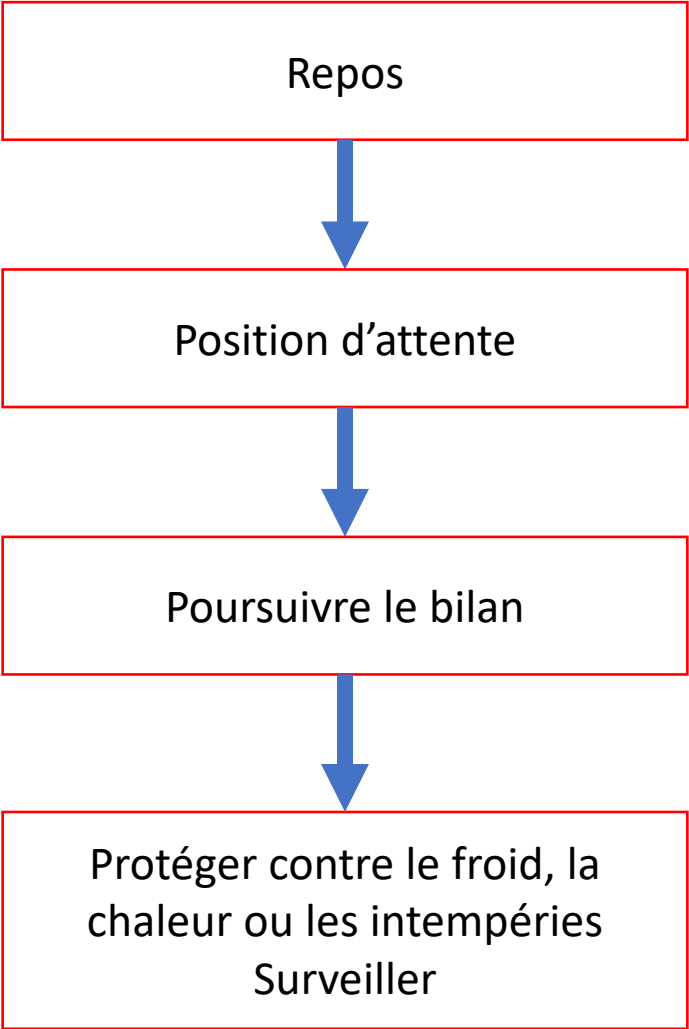 Repos
Position d’attente
Poursuivre le bilan
Protéger contre le froid, la
chaleur ou les intempéries
Surveiller